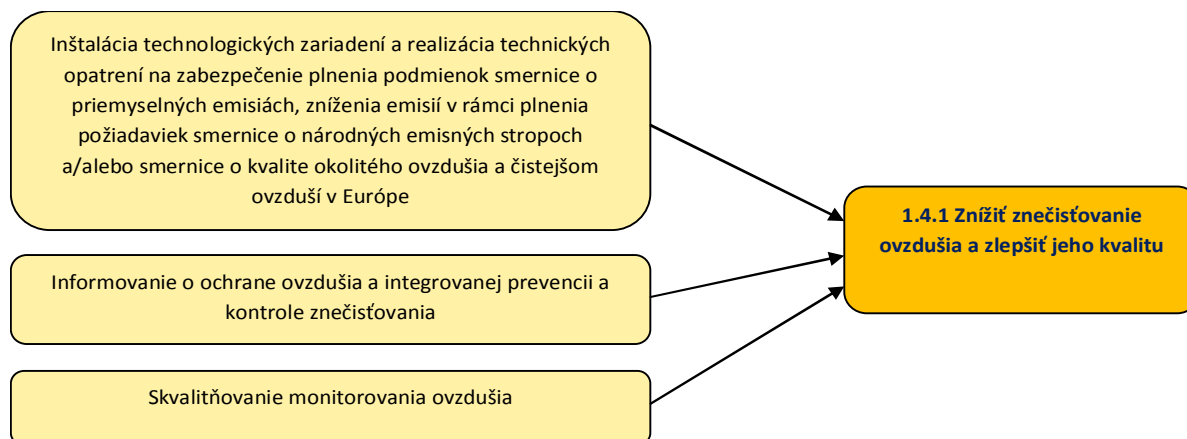 Inštalácia technologických zariadení a realizácia technických
opatrení na zabezpečenie plnenia podmienok smernice o
priemyselných emisiách, zníženia emisií v rámci plnenia
požiadaviek smernice o národných emisných stropoch
a/alebo smernice o kvalite okolitého ovzdušia a čistejšom
ovzduší v Európe
1.4.1 Znížiť znečisťovanie
ovzdušia a zlepšiť jeho kvalitu
Informovanie o ochrane ovzdušia a integrovanej prevencii a
kontrole znečisťovania
Skvalitňovanie monitorovania ovzdušia